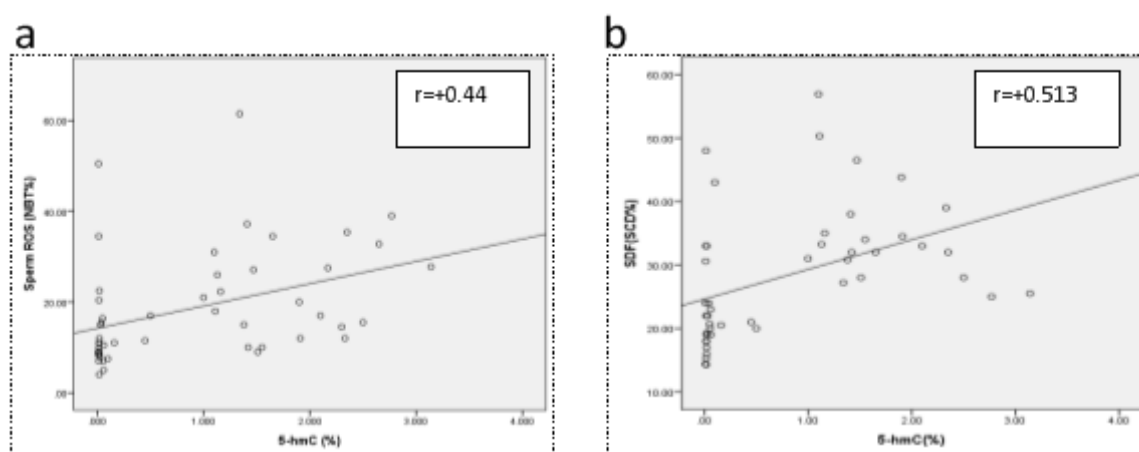 a
r=+0.44
Sperm ROS (NBT%)
60.00
40.00
20.00
.00
.000
1.000
2.000
3.000
4.000
5-hmC (%)
b
r=+0.513
SDF(SCD%)
60.00
50.00
40.00
30.00
20.00
10.00
.00
1.00
2.00
3.00
4.00
5-hmC(%)